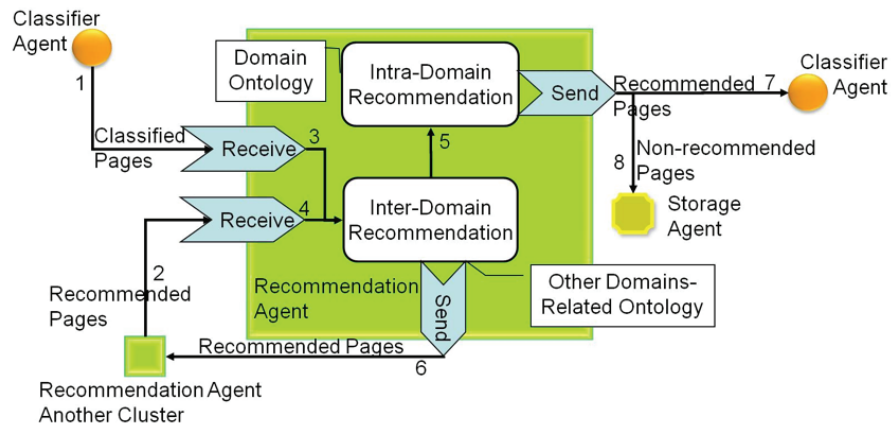 Classifier
Agent
1
Classified
Pages
Receive
3
Domain
Ontology
Intra-Domain
Recommendation
Send
Recommended
Pages
7
Classifier
Agent
5
8
Non-recommended
Pages
Storage
Agent
Receive
4
Inter-Domain
Recommendation
2
Recommended
Pages
Recommendation
Agent
Send
Other Domains-
Related Ontology
Recommended Pages
6
Recommendation Agent
Another Cluster